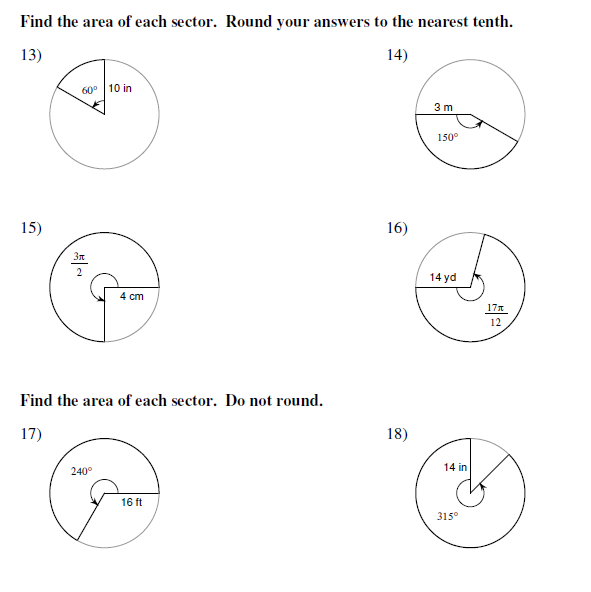 Find the area of each sector.  Round your answers to the nearest tenth.
13)
60°
10 in
14)
3 m
150°
15)
3π
2
4 cm
16)
14 yd
17π
12
Find the area of each sector.  Do not round.
17)
240°
16 ft
18)
14 in
315°